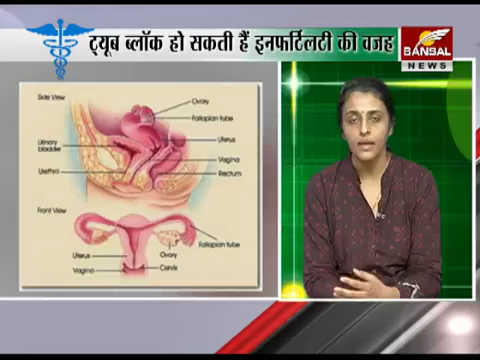 ट्यूब ब्लॉक हो सकती हैं इनफर्टिलटी की वजह
BANSAL
NEWS
Side View
Ovary
Fallopian tube
Uterus
Urinary
bladder
Vagina
Urethra
Rectum
Front View
Fallopian tube
Uterus
Ovary
Vagina
Cervix